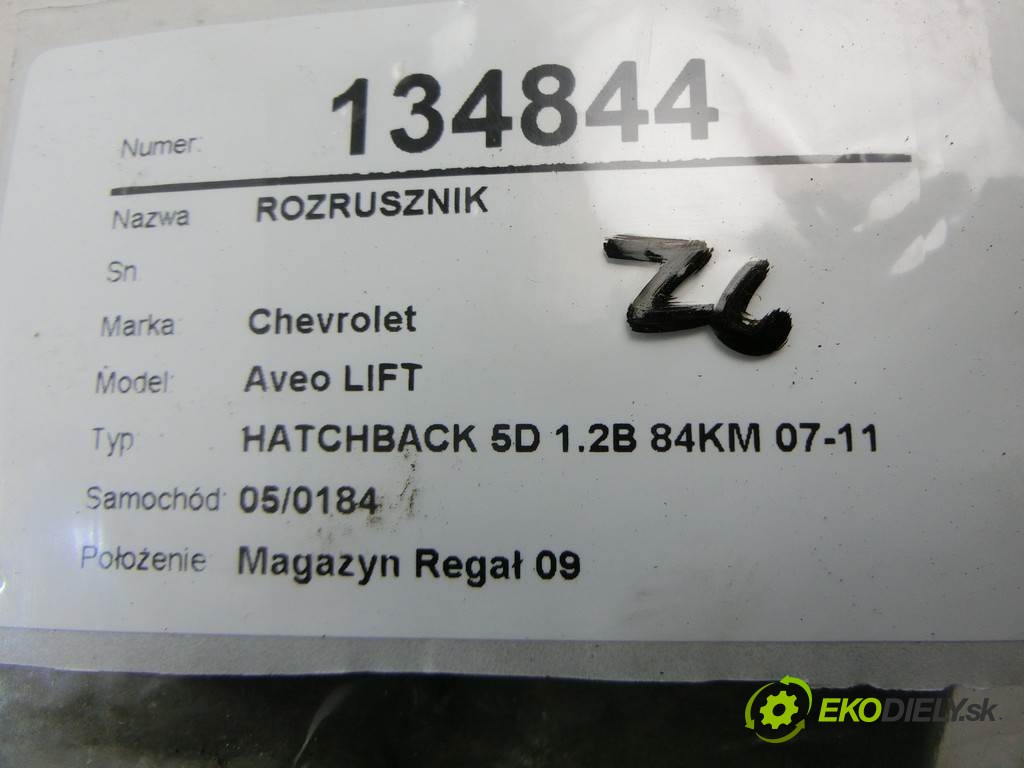 Numer: 134844
Nazwa ROZRUSZNIK
Sn
Marka Chevrolet
Model: Aveo LIFT
Typ HATCHBACK 5D 1.2B 84KM 07-11
Samochód: 05/0184
Położenie Magazyn Regał 09
EKODIELY.sk